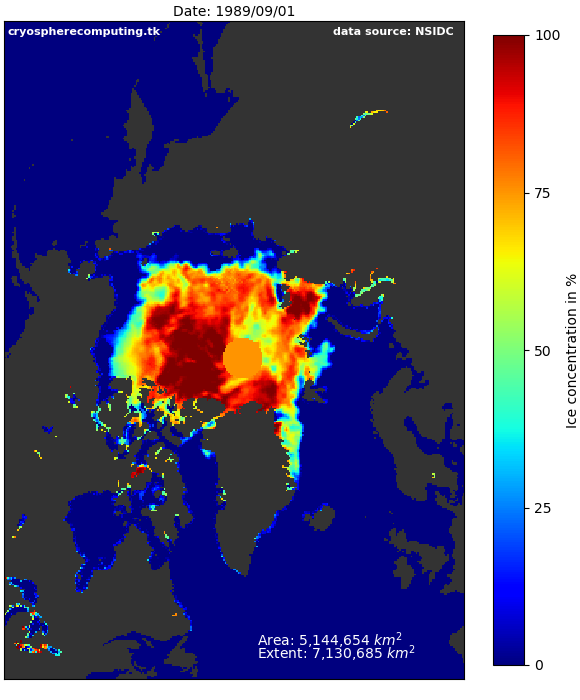 Date: 1989/09/01
cryospherecomputing.tk data source: NSIDC
100
75
50
25
0
Ice concentration in %
Area: 5,144,654 km²
Extent: 7,130,685 km²